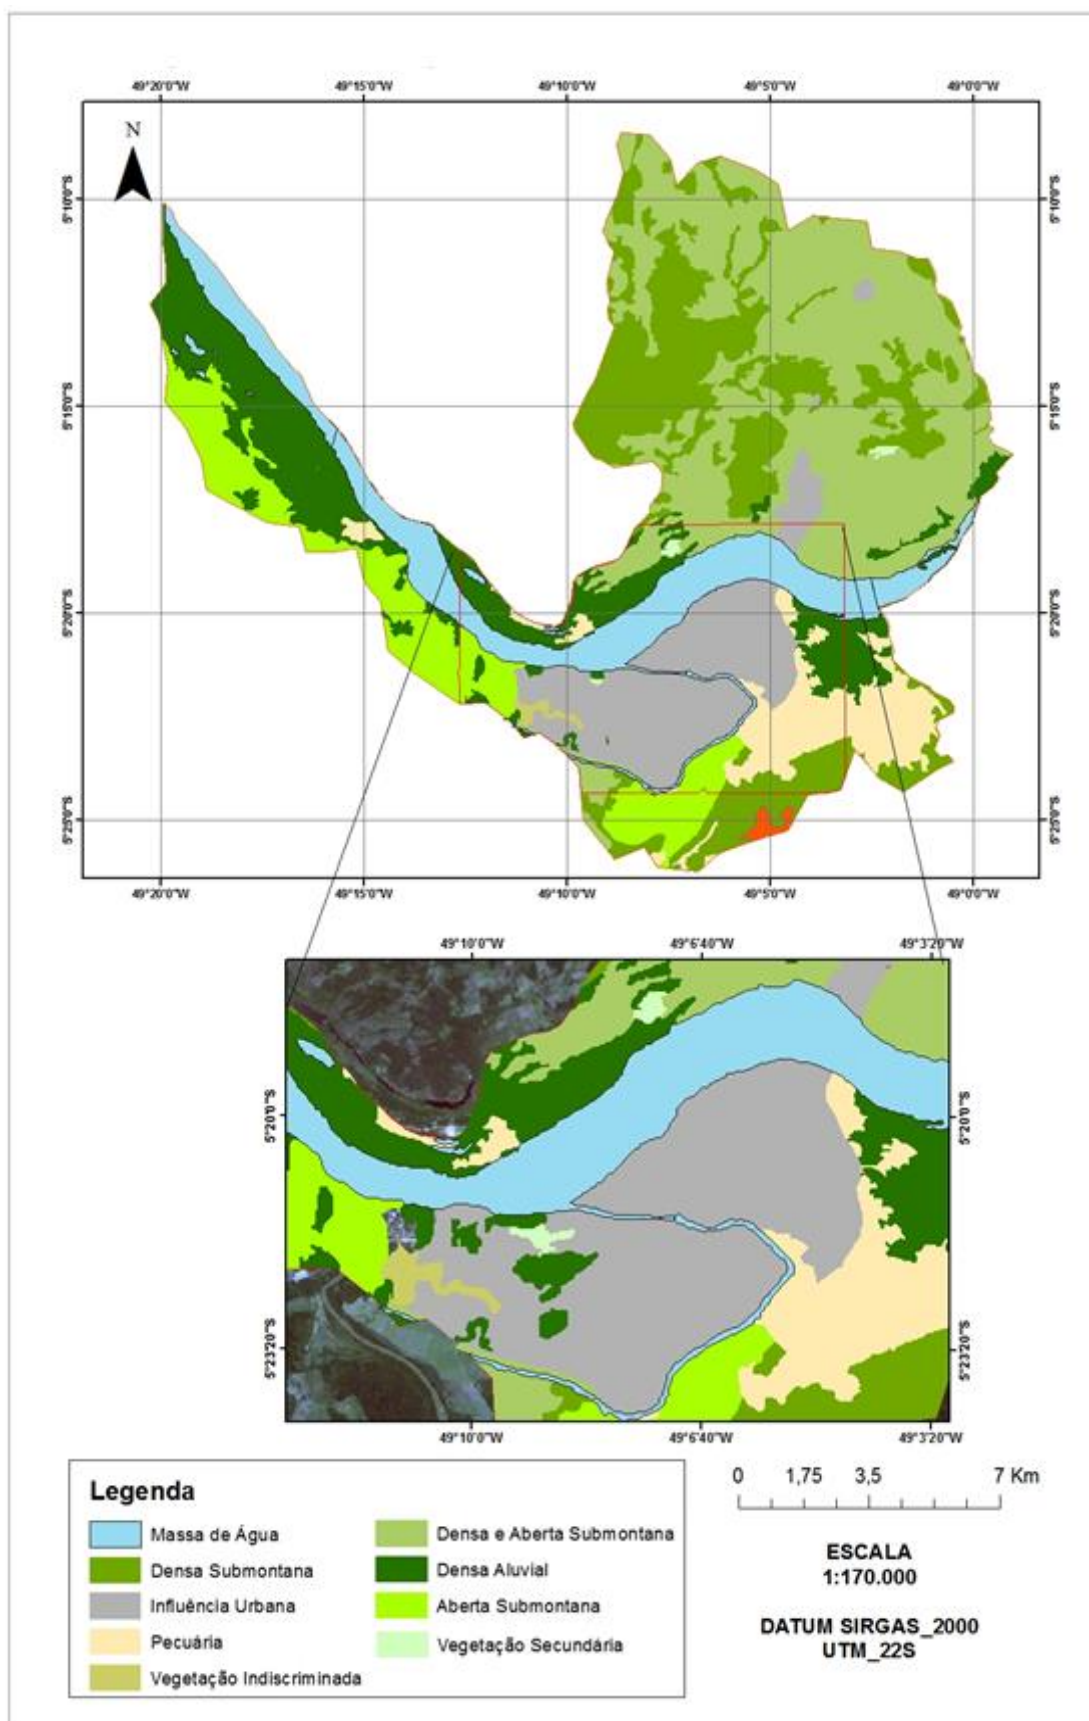 49°20'0"W 49°15'0"W 49°10'0"W 49°5'0"W 49°0'0"W
N
5°10'0"S 5°10'0"S
5°15'0"S 5°15'0"S
5°20'0"S 5°20'0"S
5°25'0"S 5°25'0"S
49°20'0"W 49°15'0"W 49°10'0"W 49°5'0"W 49°0'0"W
49°10'0"W 49°6'40"W 49°3'20"W
5°20'0"S 5°20'0"S
5°23'20"S 5°23'20"S
49°10'0"W 49°6'40"W 49°3'20"W
Legenda
Massa de Água
Densa Submontana
Influência Urbana
Pecuária
Vegetação Indiscriminada
Densa e Aberta Submontana
Densa Aluvial
Aberta Submontana
Vegetação Secundária
0 1,75 3,5 7 Km
ESCALA
1:170.000
DATUM SIRGAS_2000
UTM_22S